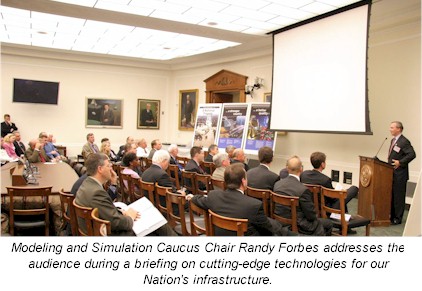 Modeling and Simulation Caucus Chair Randy Forbes addresses the
audience during a briefing on cutting-edge technologies for our
Nation's infrastructure.